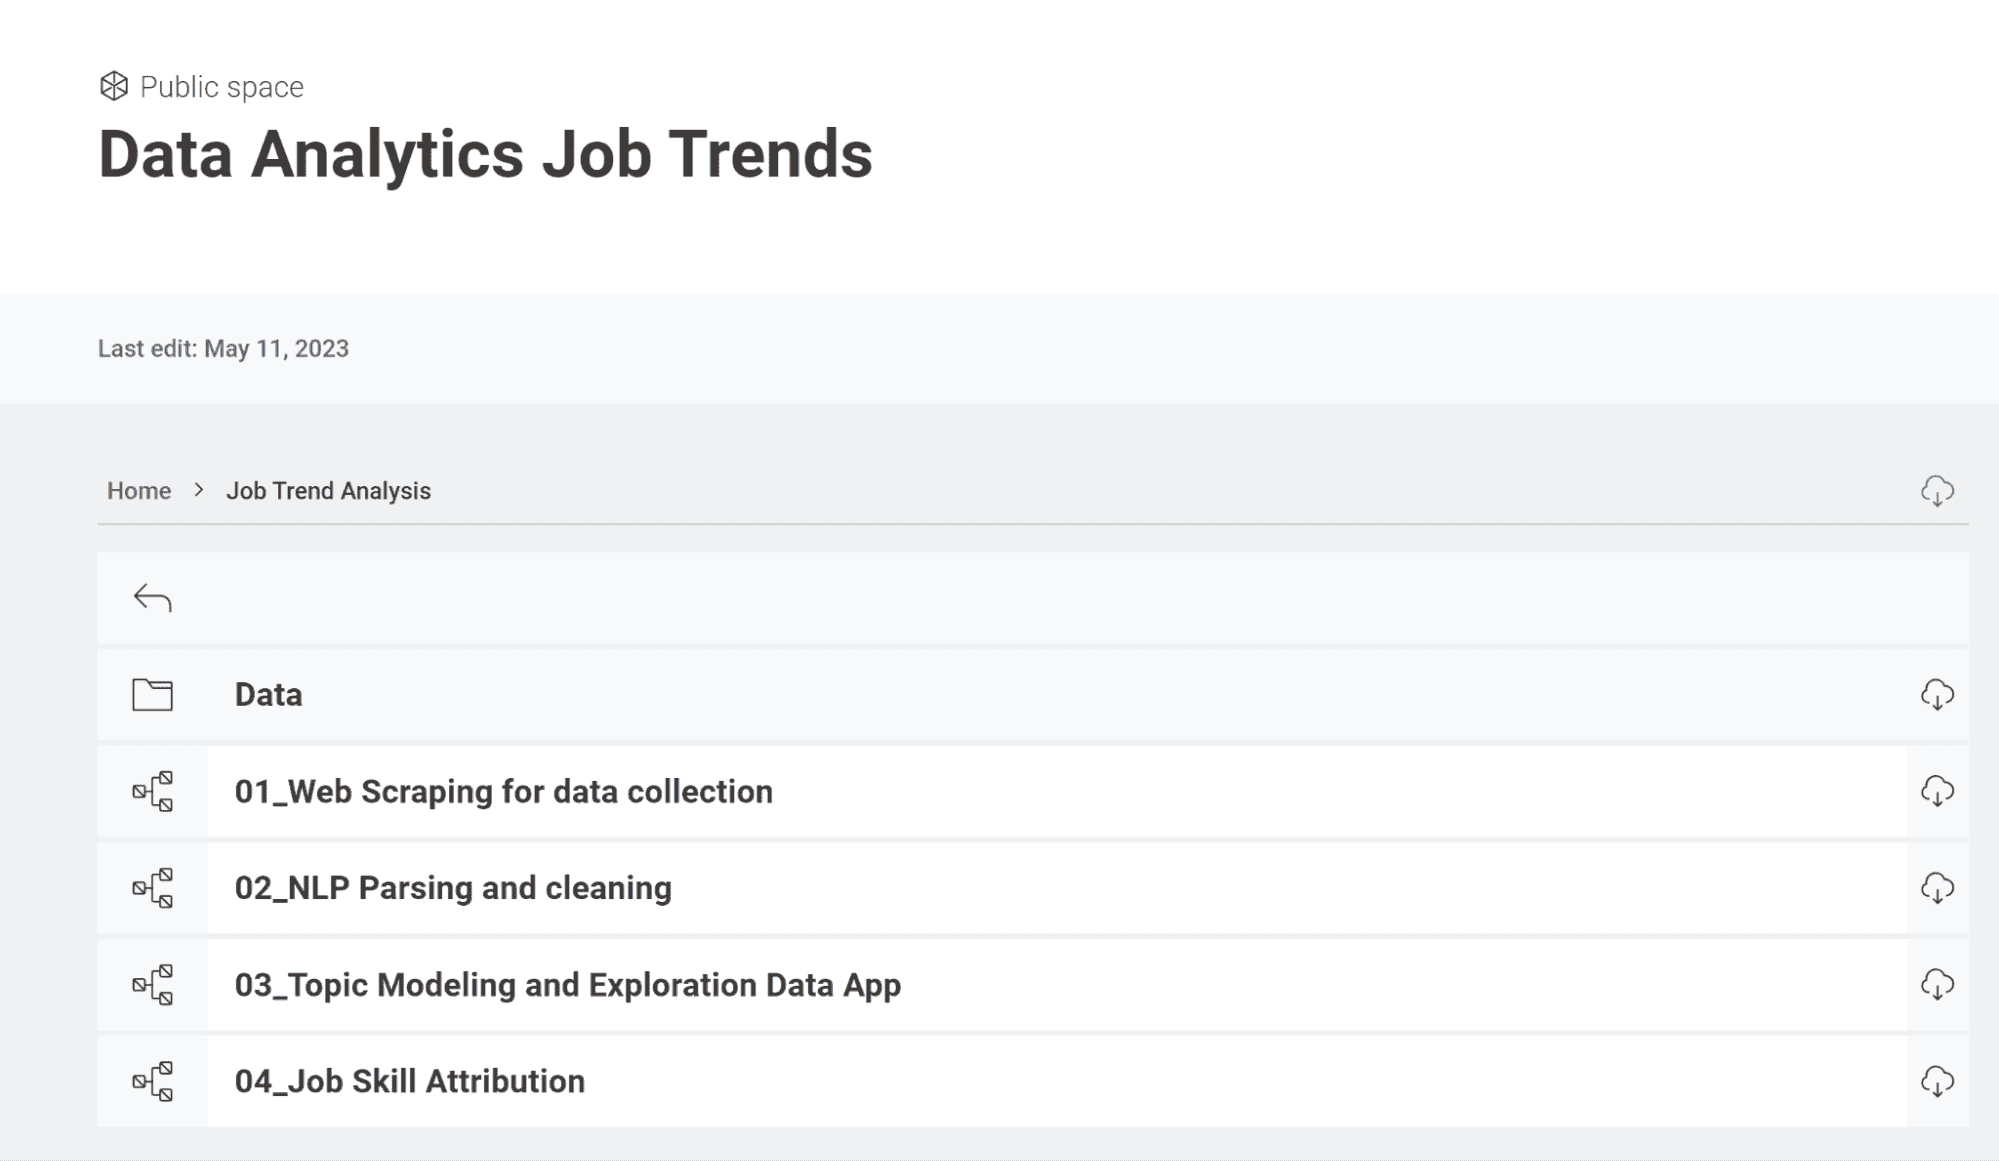 Public space
Data Analytics Job Trends
Last edit: May 11, 2023
Home > Job Trend Analysis
Data
01_Web Scraping for data collection
02_NLP Parsing and cleaning
03_Topic Modeling and Exploration Data App
04_Job Skill Attribution